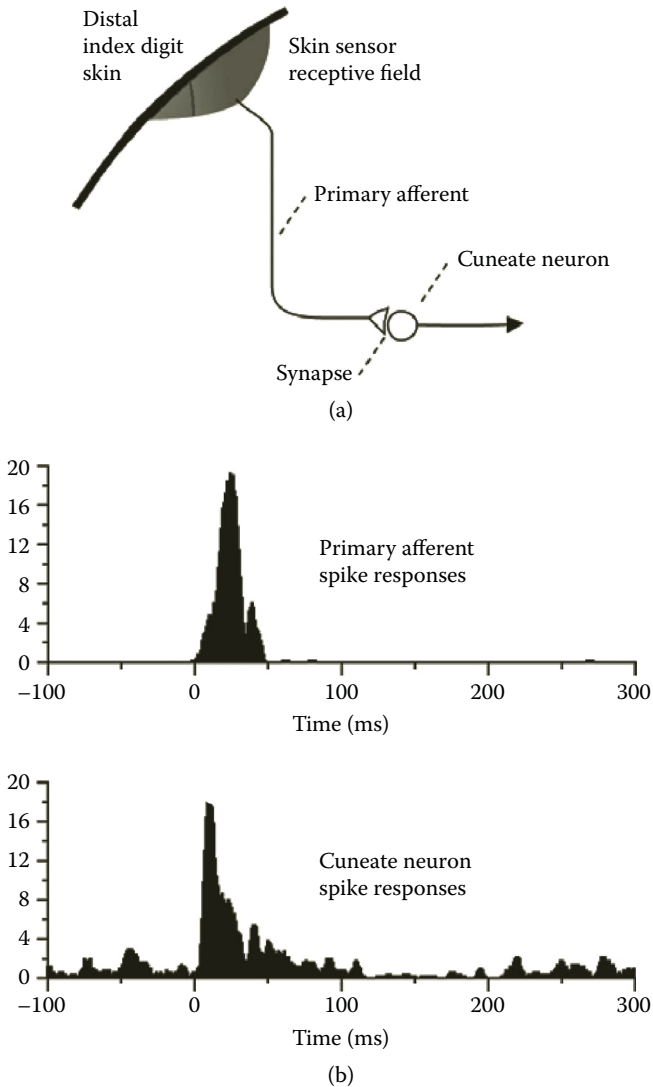 Distal
index digit
skin
Skin sensor
receptive field
Primary afferent
Cuneate neuron
Synapse
(a)
20
16
12
8
4
0
Primary afferent
spike responses
−100 0 100 200 300
Time (ms)
20
16
12
8
4
0
Cuneate neuron
spike responses
−100 0 100 200 300
Time (ms)
(b)